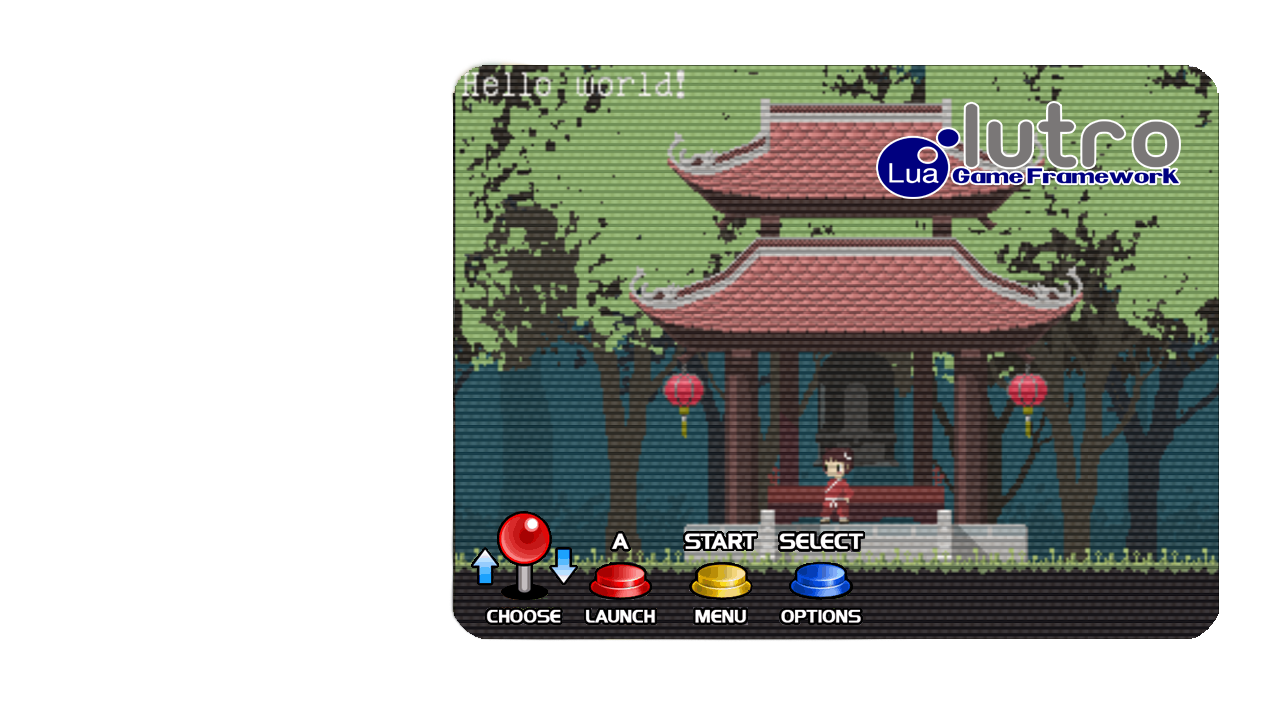 Hello world!
lutro
Lua Game Framework
A START SELECT
CHOOSE LAUNCH MENU OPTIONS